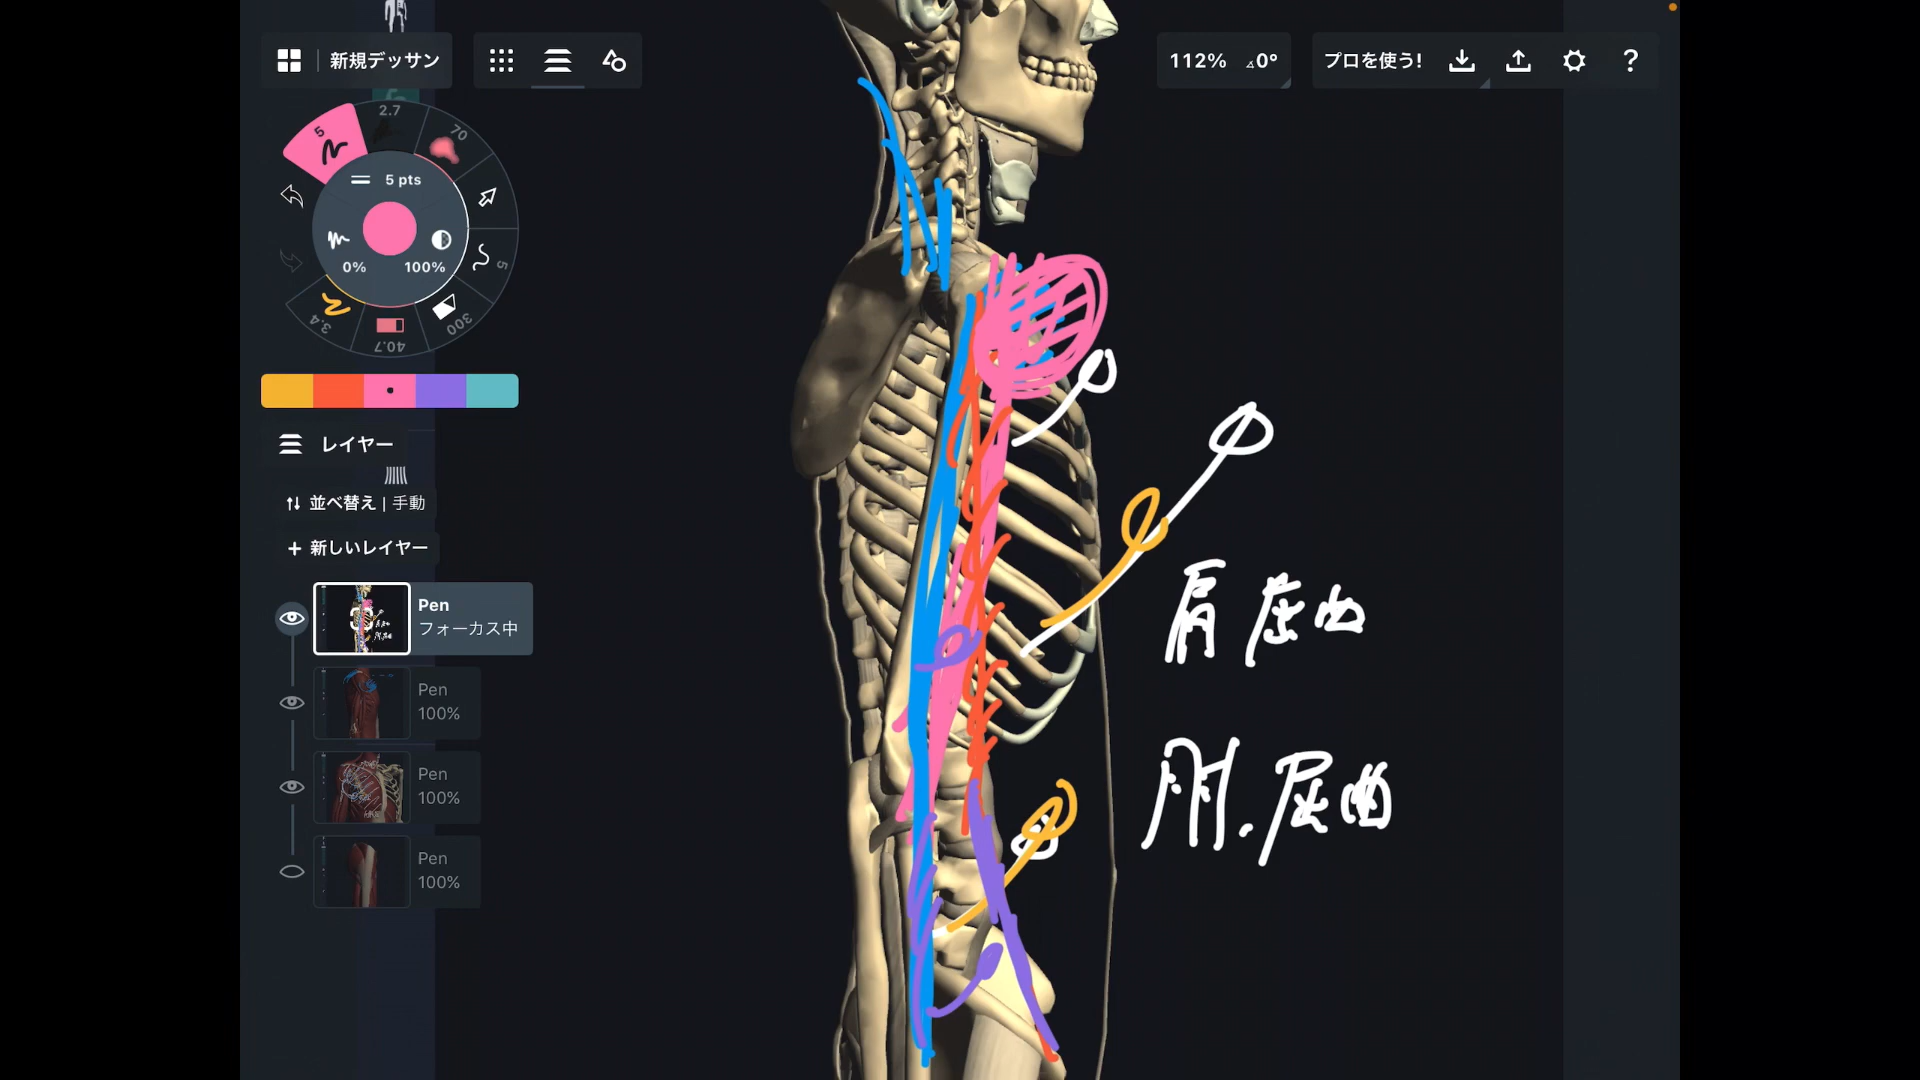 新規デッサン
112% ⊿0°
プロを使う!
?
2.7
5
70
5 pts
0%
100%
5
3.4
40.7
300
レイヤー
並べ替え | 手動
+ 新しいレイヤー
Pen
フォーカス中
Pen
100%
Pen
100%
Pen
100%
肩屈曲
肘.屈曲